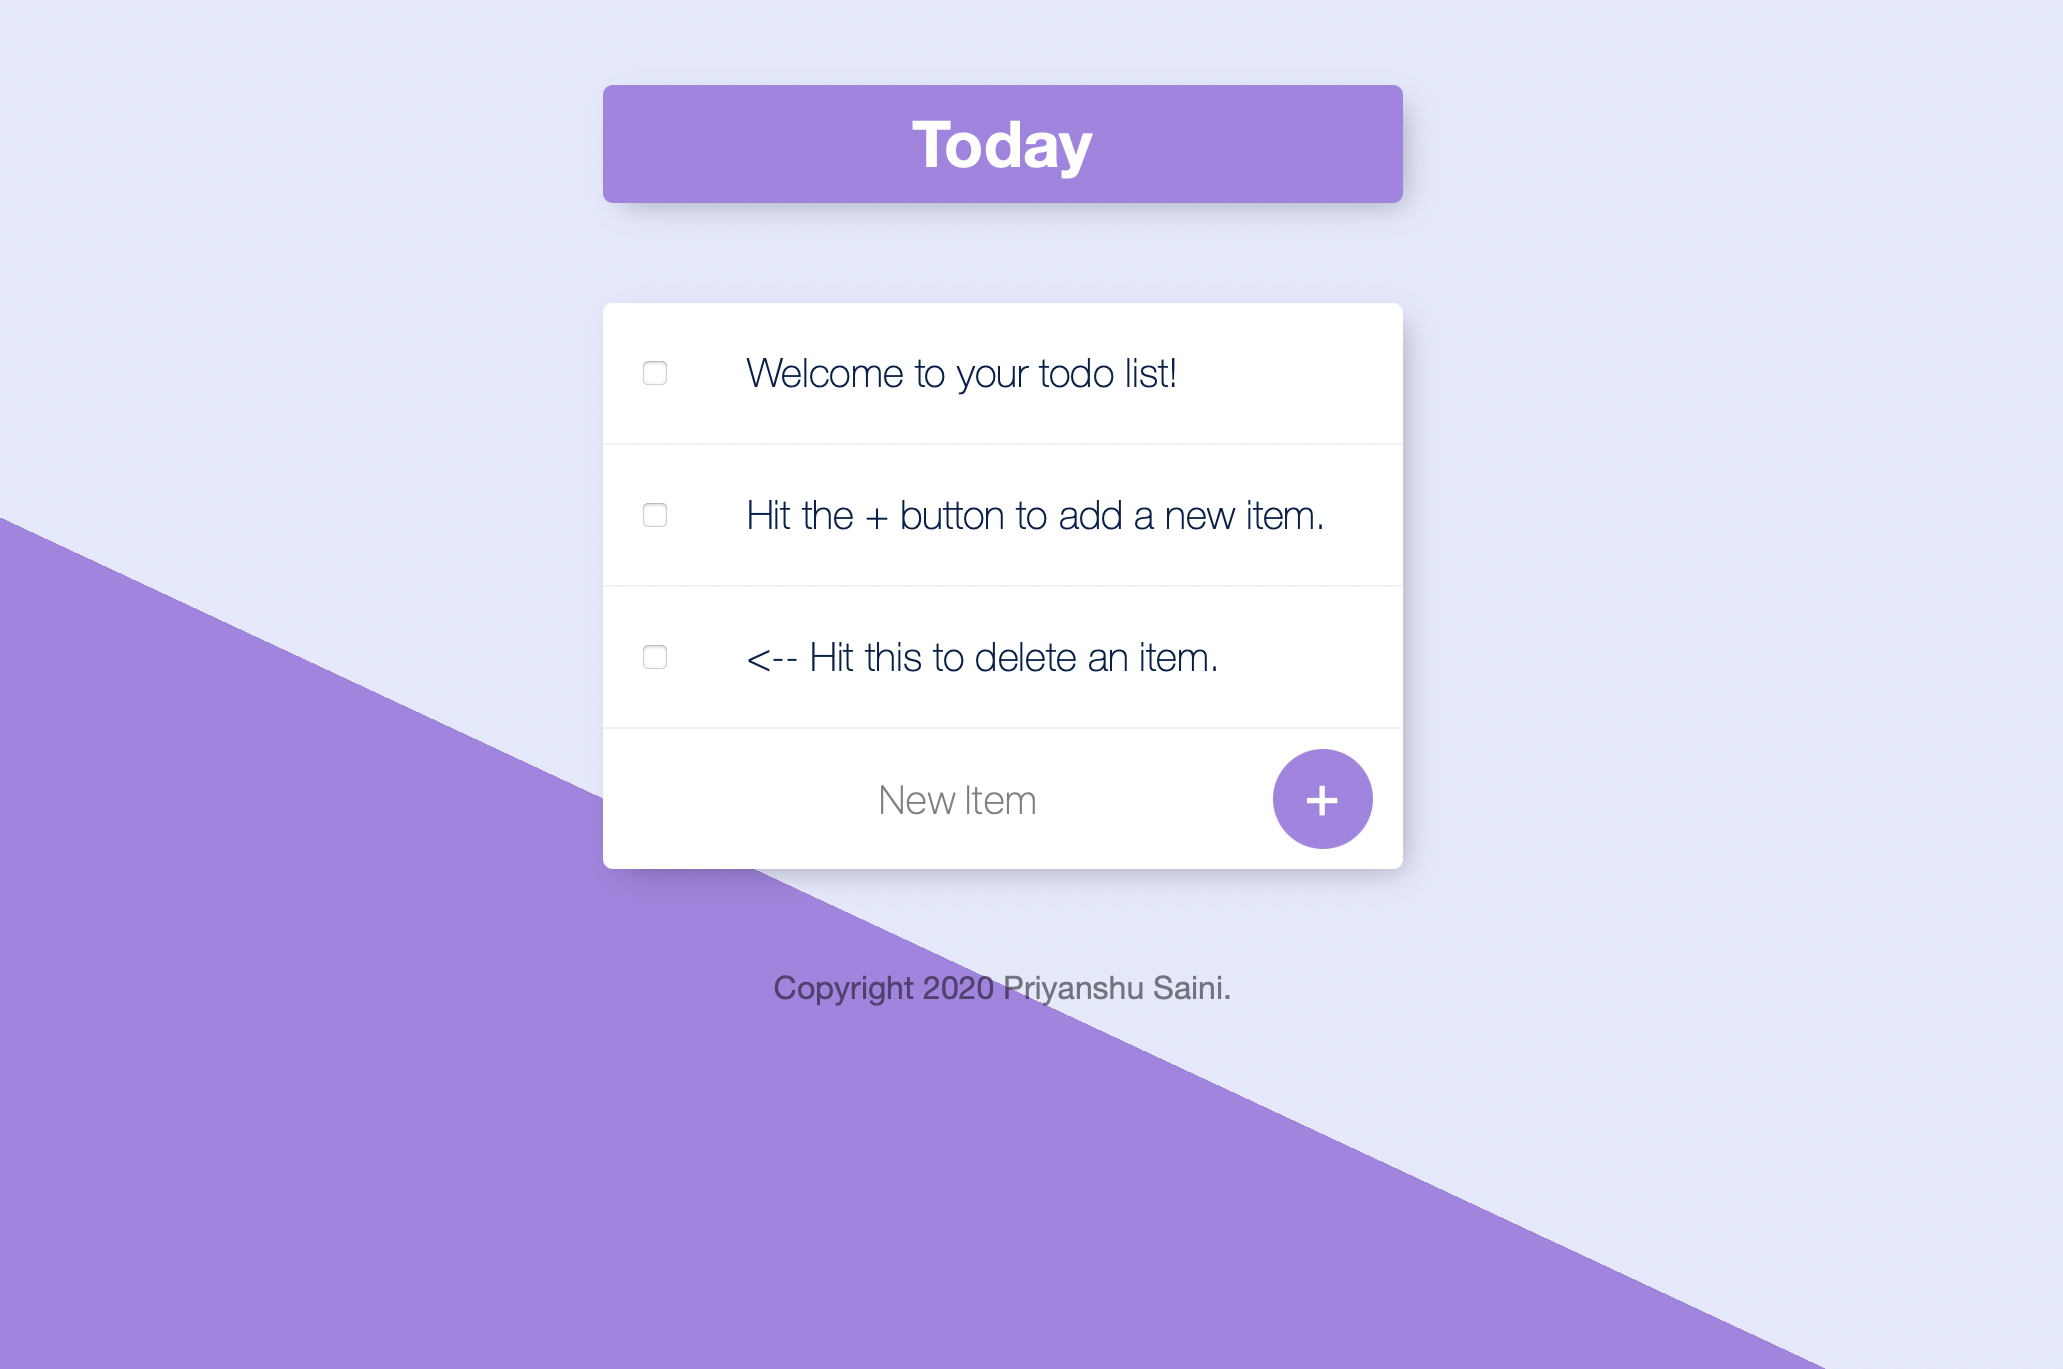 Today
Welcome to your todo list!
Hit the + button to add a new item.
<-- Hit this to delete an item.
New Item +
Copyright 2020 Priyanshu Saini.